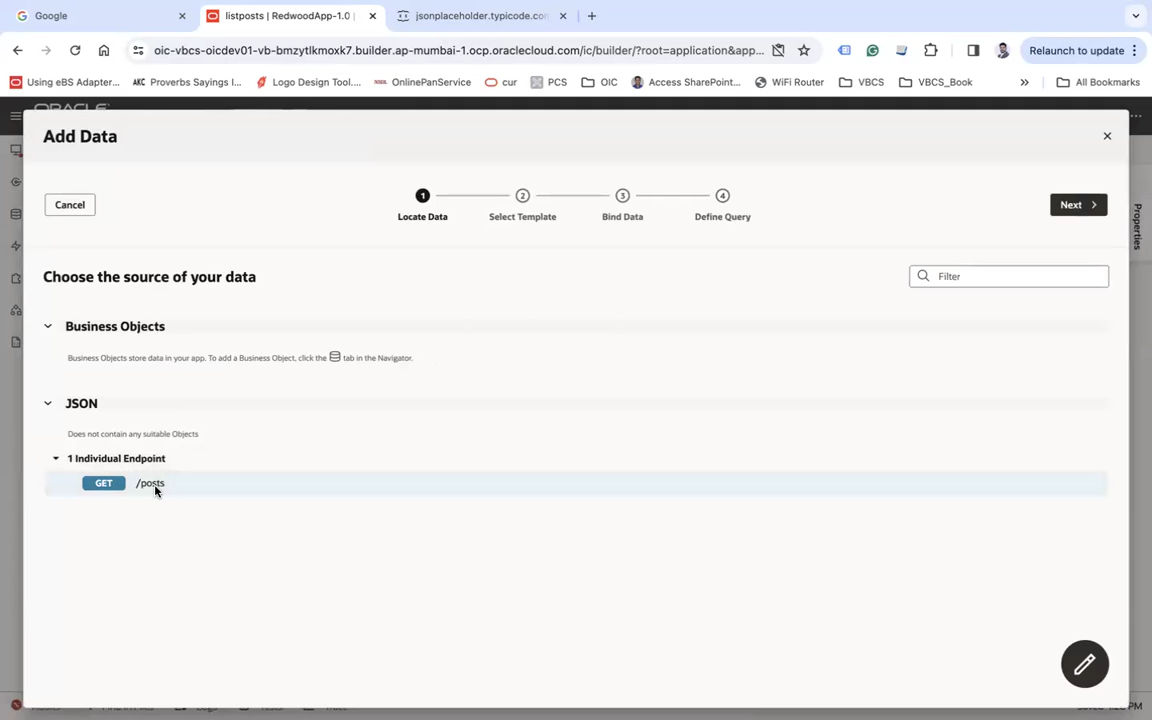 Google
listposts | RedwoodApp-1.0
jsonplaceholder.typicode.co
oic-vbcs-oicdev01-vb-bmzytlkmoxk7.builder.ap-mumbai-1.ocp.oraclecloud.com/ic/builder/?root=application&app...
Relaunch to update
Using eBS Adapter...
AKC Proverbs Sayings I...
Logo Design Tool....
OnlinePanService
cur
PCS
OIC
Access SharePoint...
WiFi Router
VBCS
VBCS_Book
»
All Bookmarks
ORACLE
Add Data
Cancel
1
2
3
4
Locate Data
Select Template
Bind Data
Define Query
Next
Choose the source of your data
Filter
Properties
Business Objects
Business Objects store data in your app. To add a Business Object, click the tab in the Navigator.
JSON
Does not contain any suitable Objects
1 Individual Endpoint
GET /posts